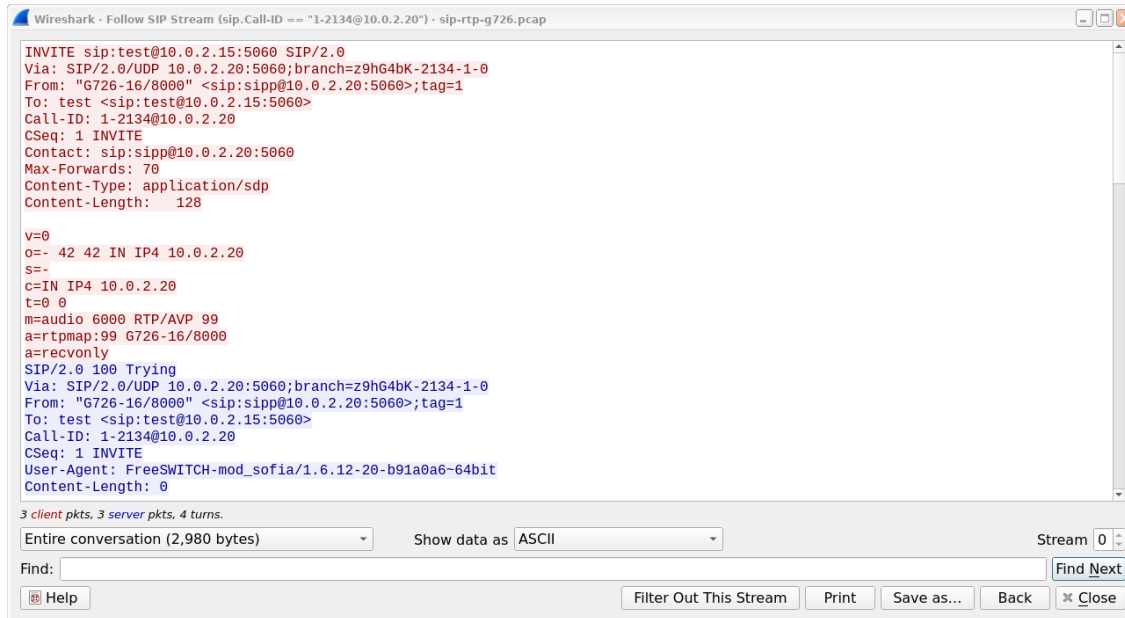 Wireshark · Follow SIP Stream (sip.Call-ID == "1-2134@10.0.2.20") · sip-rtp-g726.pcap
INVITE sip:test@10.0.2.15:5060 SIP/2.0
Via: SIP/2.0/UDP 10.0.2.20:5060;branch=z9hG4bK-2134-1-0
From: "G726-16/8000" <sip:sipp@10.0.2.20:5060>;tag=1
To: test <sip:test@10.0.2.15:5060>
Call-ID: 1-2134@10.0.2.20
CSeq: 1 INVITE
Contact: sip:sipp@10.0.2.20:5060
Max-Forwards: 70
Content-Type: application/sdp
Content-Length:   128

v=0
o=- 42 42 IN IP4 10.0.2.20
s=-
c=IN IP4 10.0.2.20
t=0 0
m=audio 6000 RTP/AVP 99
a=rtpmap:99 G726-16/8000
a=recvonly
SIP/2.0 100 Trying
Via: SIP/2.0/UDP 10.0.2.20:5060;branch=z9hG4bK-2134-1-0
From: "G726-16/8000" <sip:sipp@10.0.2.20:5060>;tag=1
To: test <sip:test@10.0.2.15:5060>
Call-ID: 1-2134@10.0.2.20
CSeq: 1 INVITE
User-Agent: FreeSWITCH-mod_sofia/1.6.12-20-b91a0a6~64bit
Content-Length: 0
3 client pkts, 3 server pkts, 4 turns.
Entire conversation (2,980 bytes) Show data as ASCII Stream 0
Find: Find Next
Help Filter Out This Stream Print Save as… Back Close